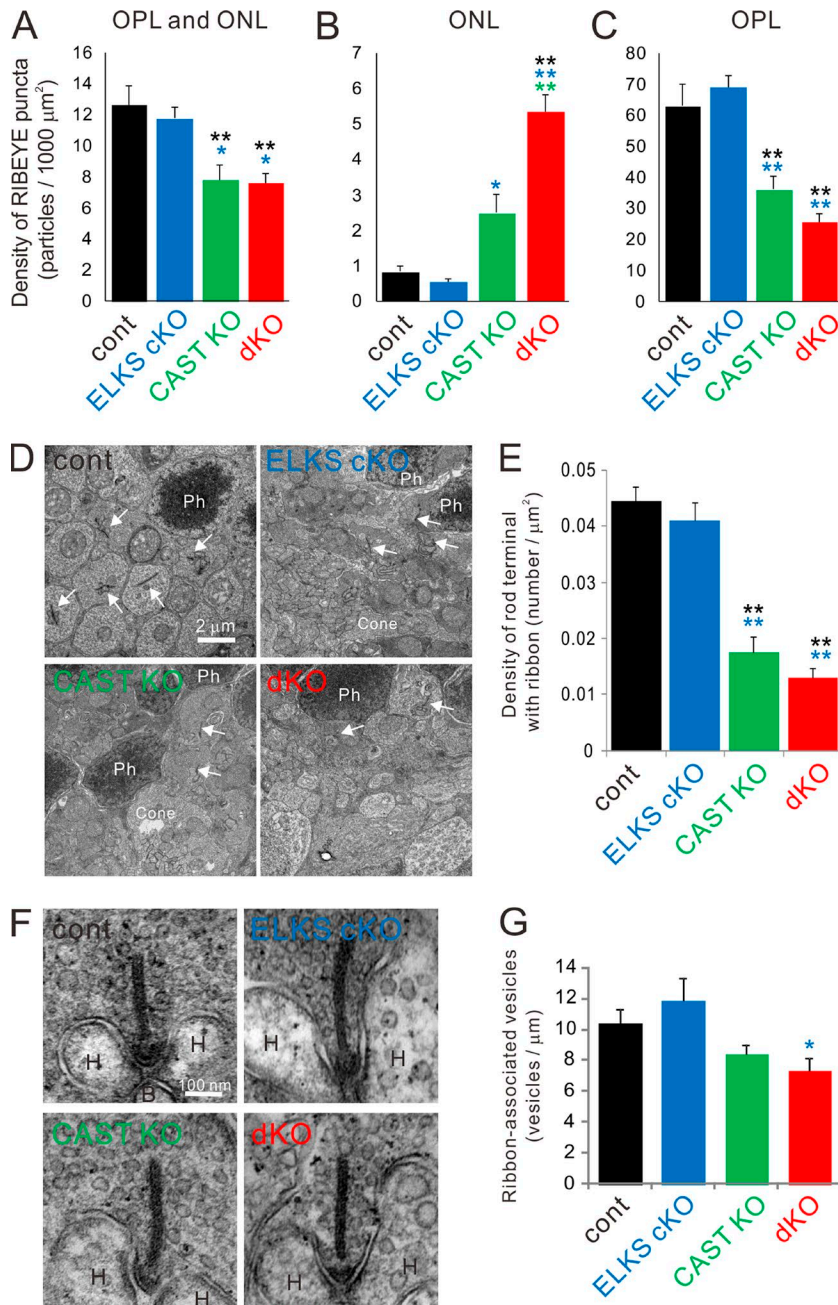 A
OPL and ONL
Density of RIBEYE puncta
(particles / 1000 μm²)
16
14
12
10
8
6
4
2
0
**
*
**
*
cont
ELKS cKO
CAST KO
dKO
B
ONL
7
6
5
4
3
2
1
0
*
**
**
**
cont
ELKS cKO
CAST KO
dKO
C
OPL
80
70
60
50
40
30
20
10
0
**
**
**
**
cont
ELKS cKO
CAST KO
dKO
D
cont
Ph
2 μm
ELKS cKO
Ph
Ph
Cone
CAST KO
Ph
Ph
Cone
dKO
Ph
E
Density of rod terminal
with ribbon (number / μm²)
0.05
0.04
0.03
0.02
0.01
0
**
**
**
**
cont
ELKS cKO
CAST KO
dKO
F
cont
H
H
B
100 nm
ELKS cKO
H
H
CAST KO
H
H
dKO
H
H
G
Ribbon-associated vesicles
(vesicles / μm)
14
12
10
8
6
4
2
0
*
cont
ELKS cKO
CAST KO
dKO